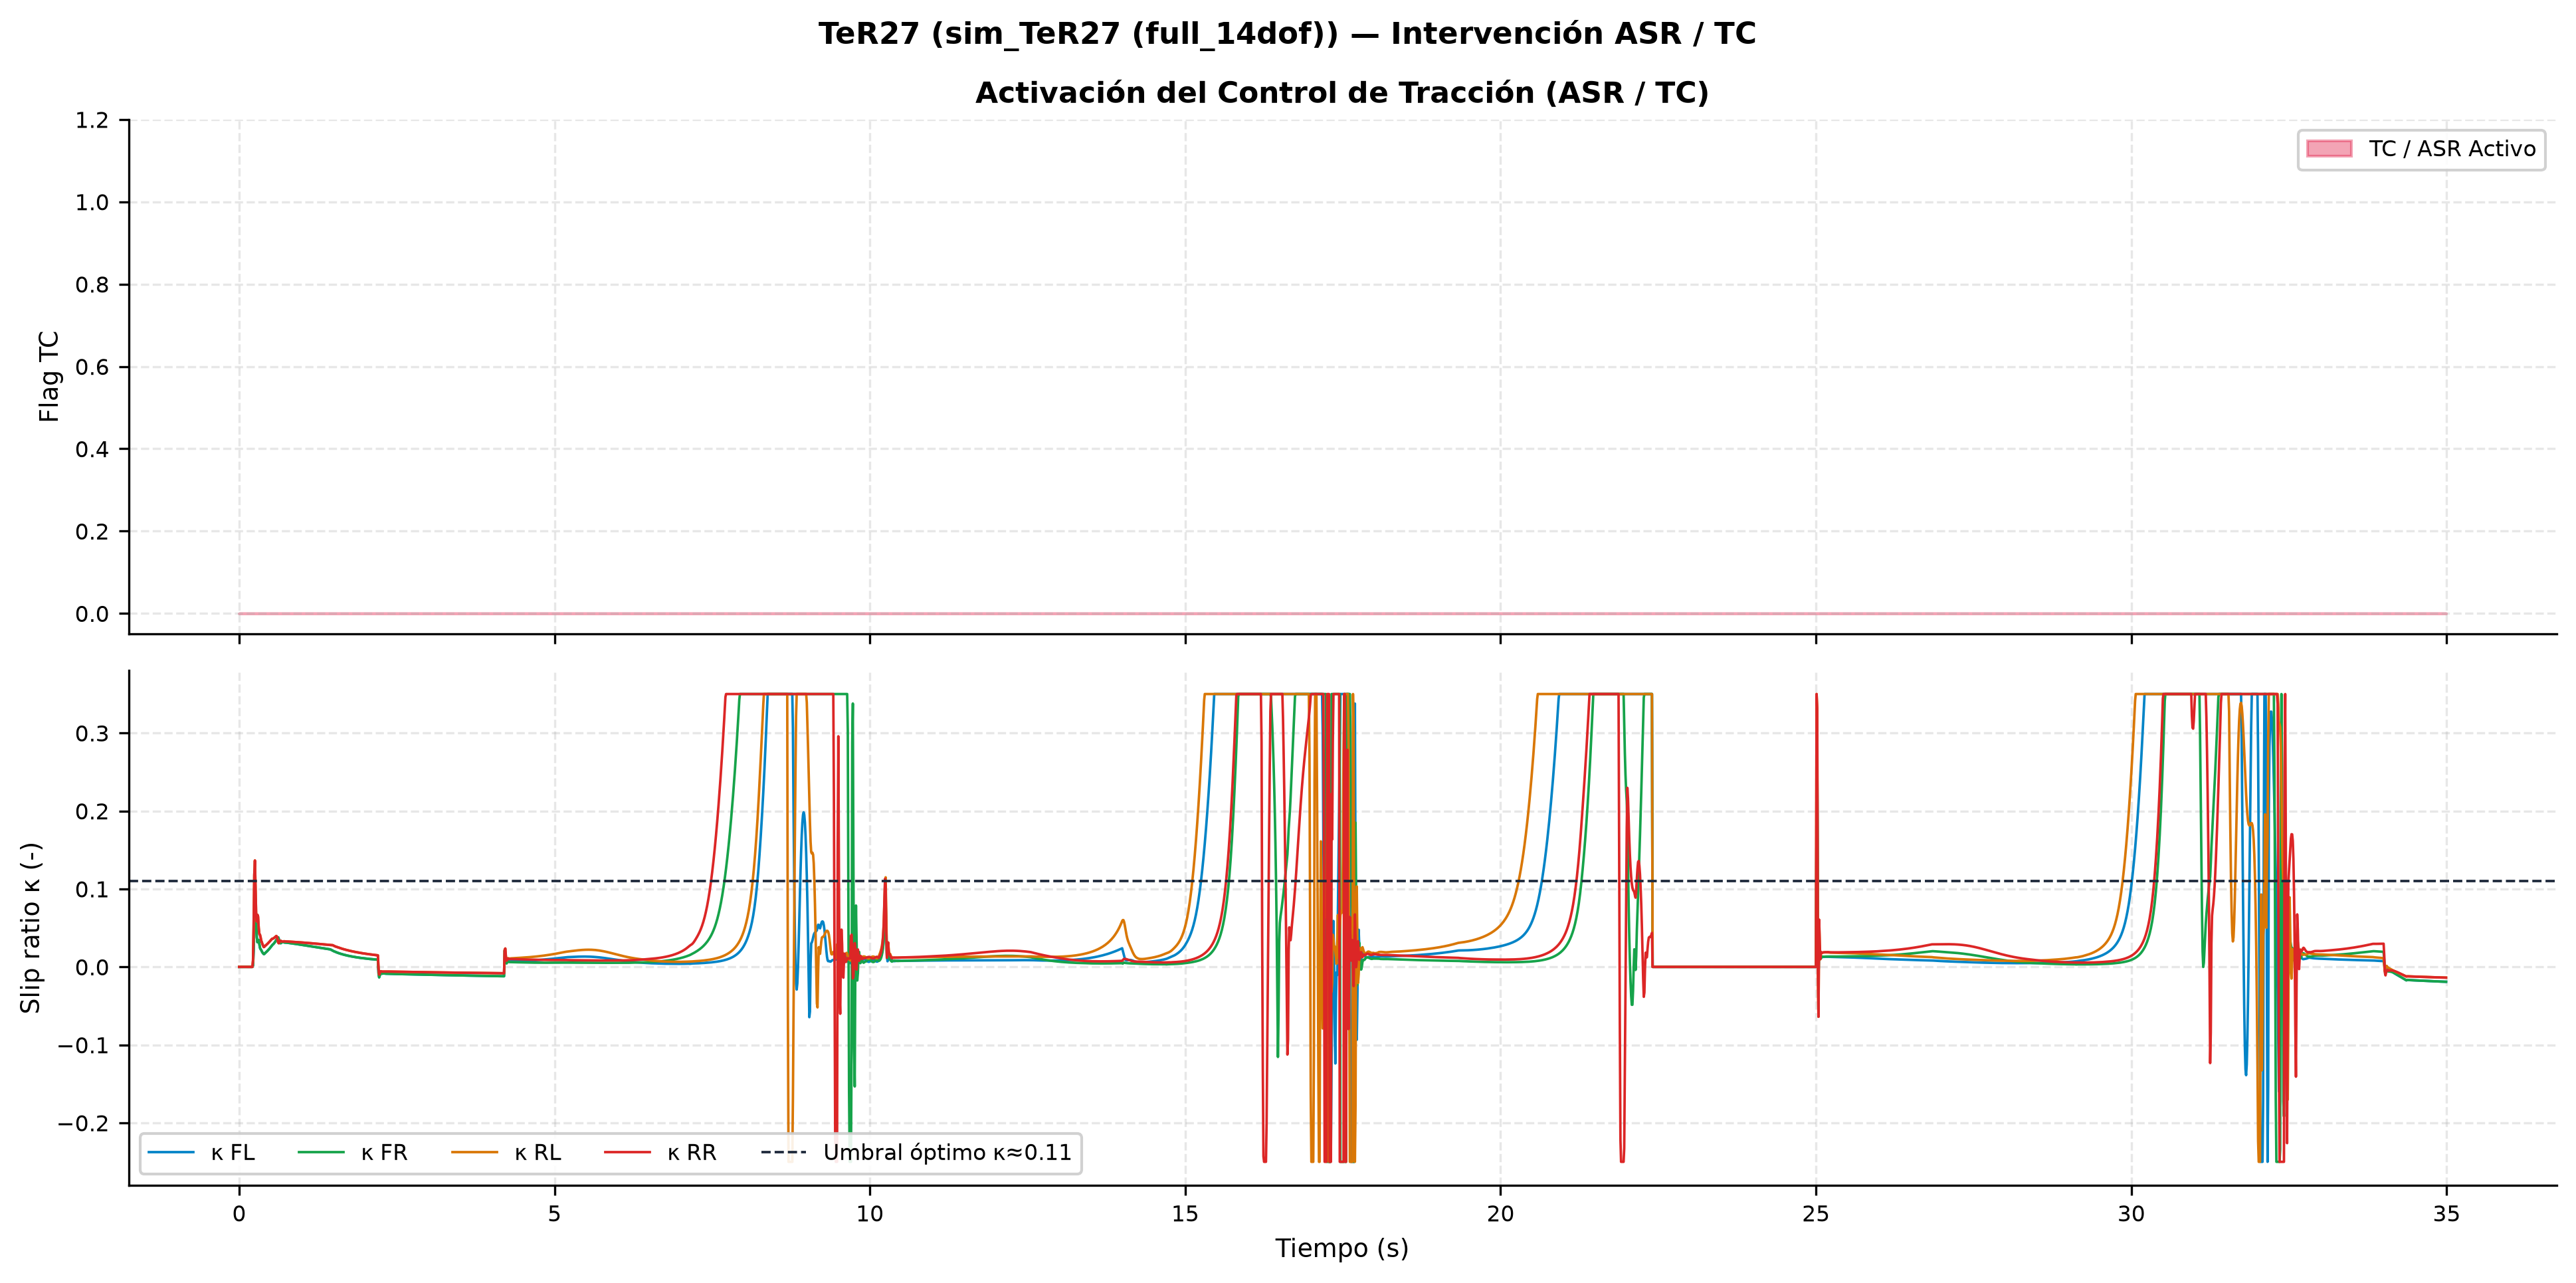 TeR27 (sim_TeR27 (full_14dof)) — Intervención ASR / TC
Activación del Control de Tracción (ASR / TC)
1.2
1.0
0.8
0.6
0.4
0.2
0.0
Flag TC
TC / ASR Activo
0.3
0.2
0.1
0.0
−0.1
−0.2
Slip ratio κ (-)
κ FL κ FR κ RL κ RR Umbral óptimo κ≈0.11
0 5 10 15 20 25 30 35
Tiempo (s)